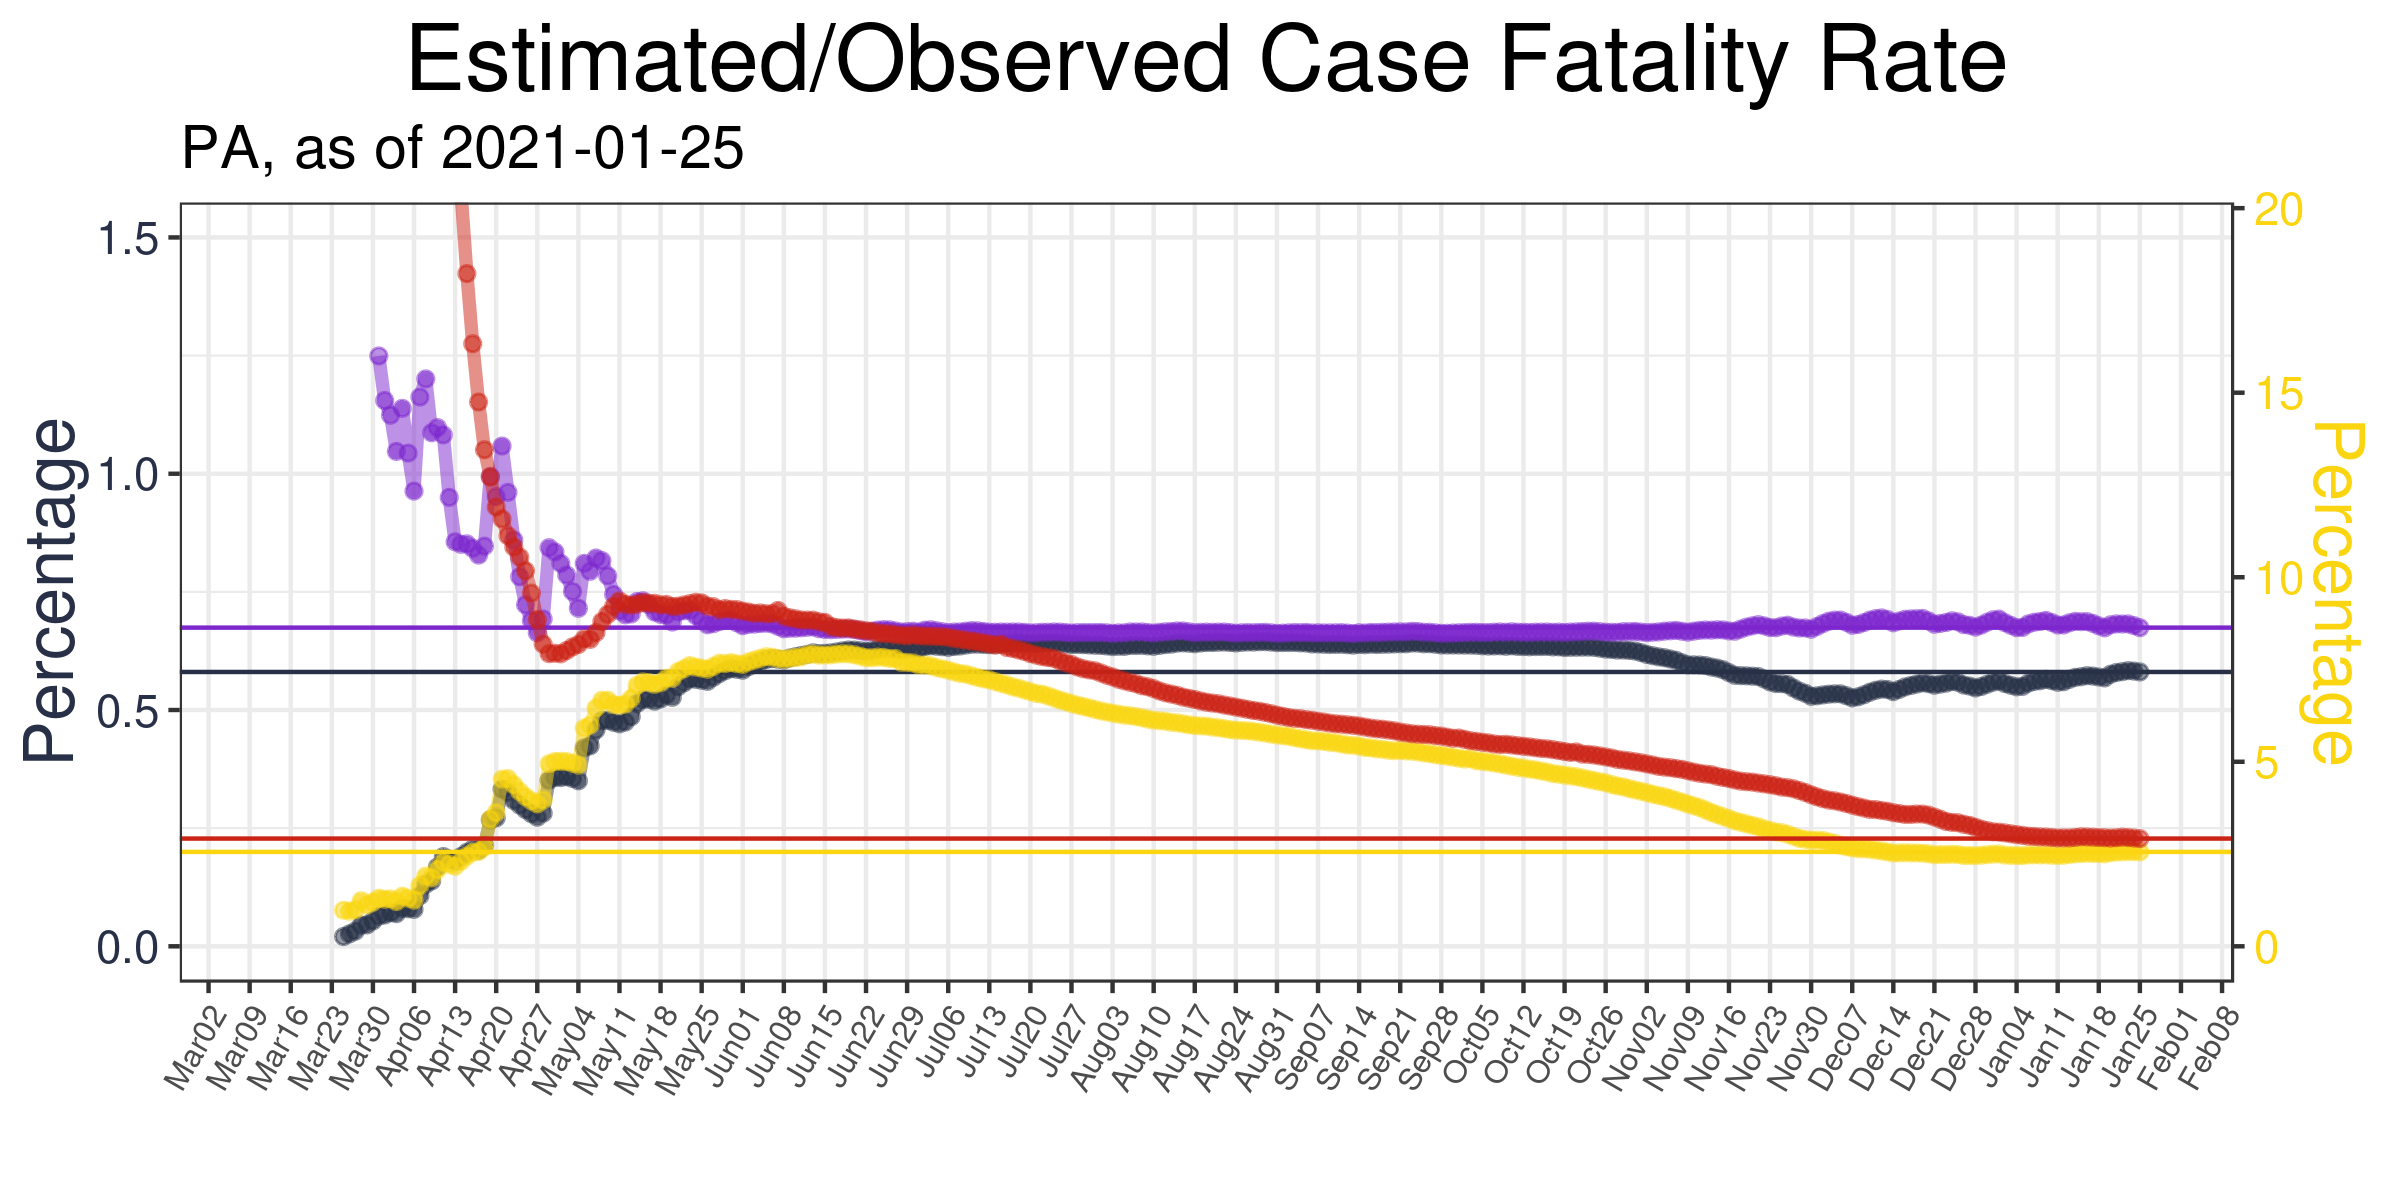 Estimated/Observed Case Fatality Rate
PA, as of 2021-01-25
Percentage
1.5
1.0
0.5
0.0
20
15
10
5
0
Percentage
Mar02
Mar09
Mar16
Mar23
Mar30
Apr06
Apr13
Apr20
Apr27
May04
May11
May18
May25
Jun01
Jun08
Jun15
Jun22
Jun29
Jul06
Jul13
Jul20
Jul27
Aug03
Aug10
Aug17
Aug24
Aug31
Sep07
Sep14
Sep21
Sep28
Oct05
Oct12
Oct19
Oct26
Nov02
Nov09
Nov16
Nov23
Nov30
Dec07
Dec14
Dec21
Dec28
Jan04
Jan11
Jan18
Jan25
Feb01
Feb08